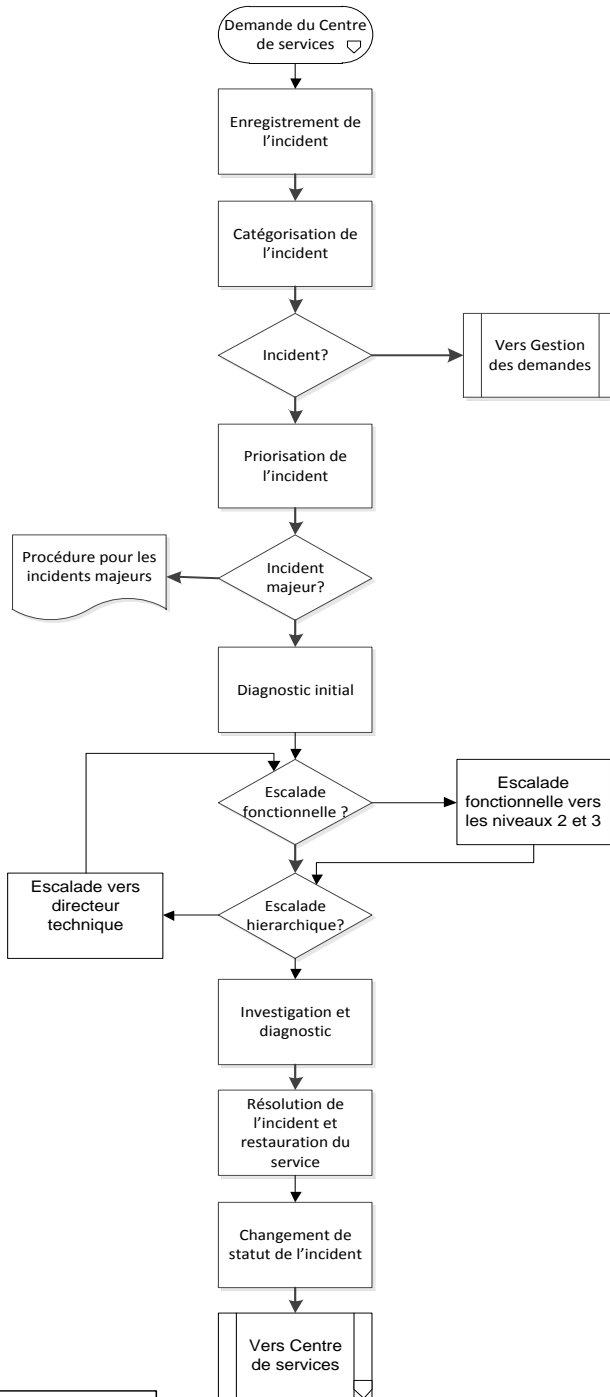 Demande du Centre
de services
Enregistrement de
l’incident
Catégorisation de
l’incident
Incident?
Vers Gestion
des demandes
Priorisation de
l’incident
Procédure pour les
incidents majeurs
Incident
majeur?
Diagnostic initial
Escalade
fonctionnelle ?
Escalade
fonctionnelle vers
les niveaux 2 et 3
Escalade vers
directeur
technique
Escalade
hierarchique?
Investigation et
diagnostic
Résolution de
l’incident et
restauration du
service
Changement de
statut de l’incident
Vers Centre
de services